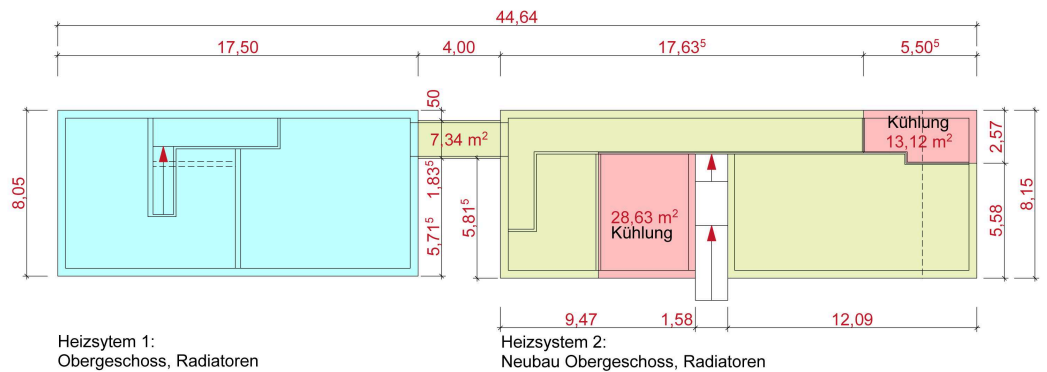 44,64
17,50
4,00
17,63⁵
5,50⁵
50
Kühlung
7,34 m²
13,12 m²
2,57
8,05
1,83⁵
5,71⁵
5,81⁵
28,63 m²
Kühlung
5,58
8,15
9,47
1,58
12,09
Heizsytem 1:
Obergeschoss, Radiatoren
Heizsystem 2:
Neubau Obergeschoss, Radiatoren